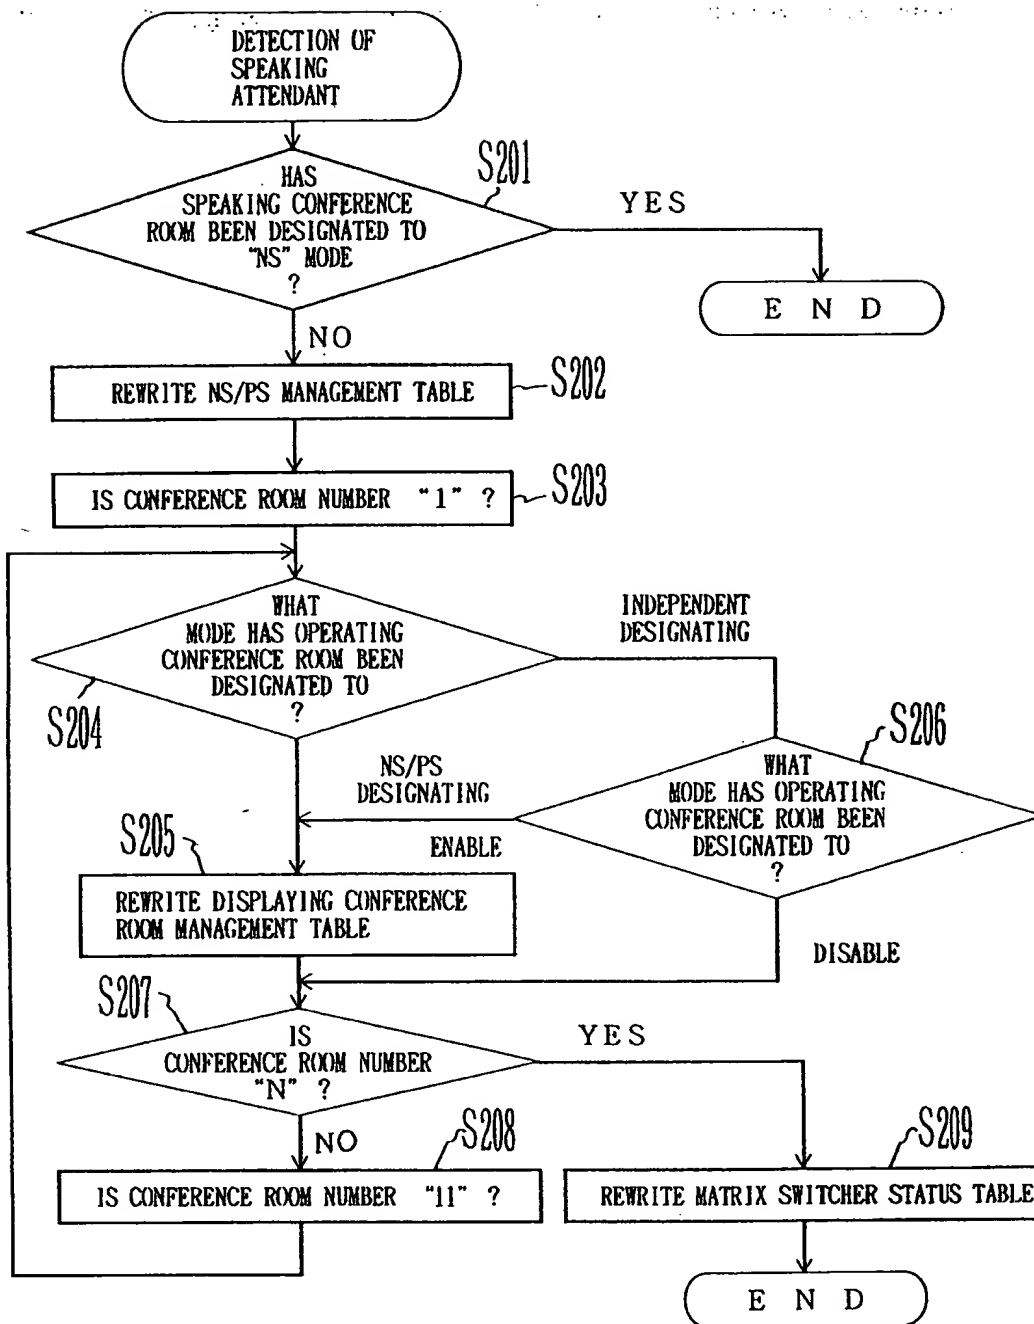 DETECTION OF
SPEAKING
ATTENDANT
S201
HAS
SPEAKING CONFERENCE
ROOM BEEN DESIGNATED TO
"NS" MODE
?
YES
END
NO
REWRITE NS/PS MANAGEMENT TABLE
S202
IS CONFERENCE ROOM NUMBER "1" ?
S203
WHAT
MODE HAS OPERATING
CONFERENCE ROOM BEEN
DESIGNATED TO
?
S204
INDEPENDENT
DESIGNATING
S206
WHAT
MODE HAS OPERATING
CONFERENCE ROOM BEEN
DESIGNATED TO
?
NS/PS
DESIGNATING
ENABLE
S205
REWRITE DISPLAYING CONFERENCE
ROOM MANAGEMENT TABLE
DISABLE
S207
IS
CONFERENCE ROOM NUMBER
"N" ?
YES
NO
S208
IS CONFERENCE ROOM NUMBER "11" ?
S209
REWRITE MATRIX SWITCHER STATUS TABLE
END